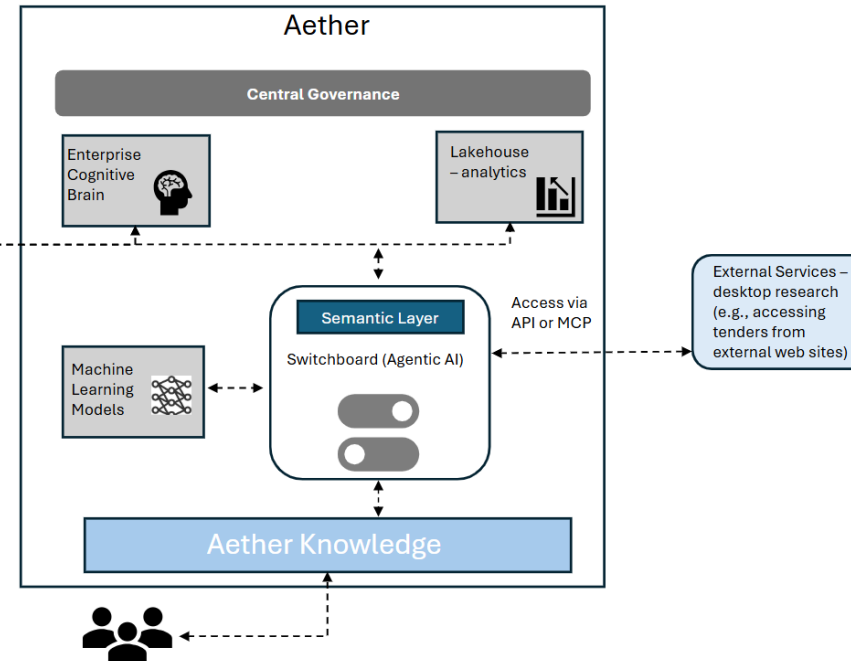 Aether
Central Governance
Enterprise
Cognitive
Brain
Lakehouse
– analytics
Semantic Layer
Switchboard (Agentic AI)
Access via
API or MCP
External Services –
desktop research
(e.g., accessing
tenders from
external web sites)
Machine
Learning
Models
Aether Knowledge